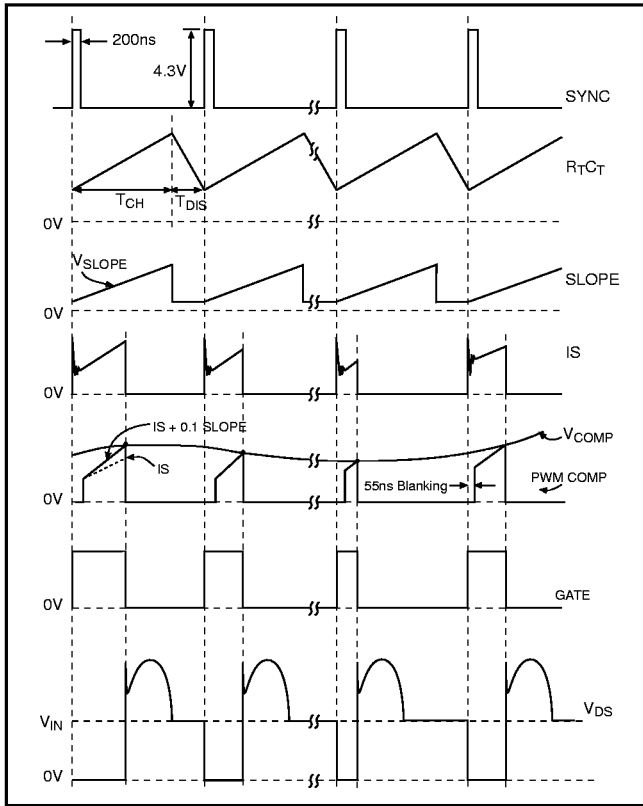 200ns
4.3V
SYNC
RTCT
TCH
TDIS
0V
VSLOPE
SLOPE
0V
IS
0V
IS + 0.1 SLOPE
VCOMP
IS
55ns Blanking
PWM COMP
0V
GATE
0V
VDS
VIN
0V